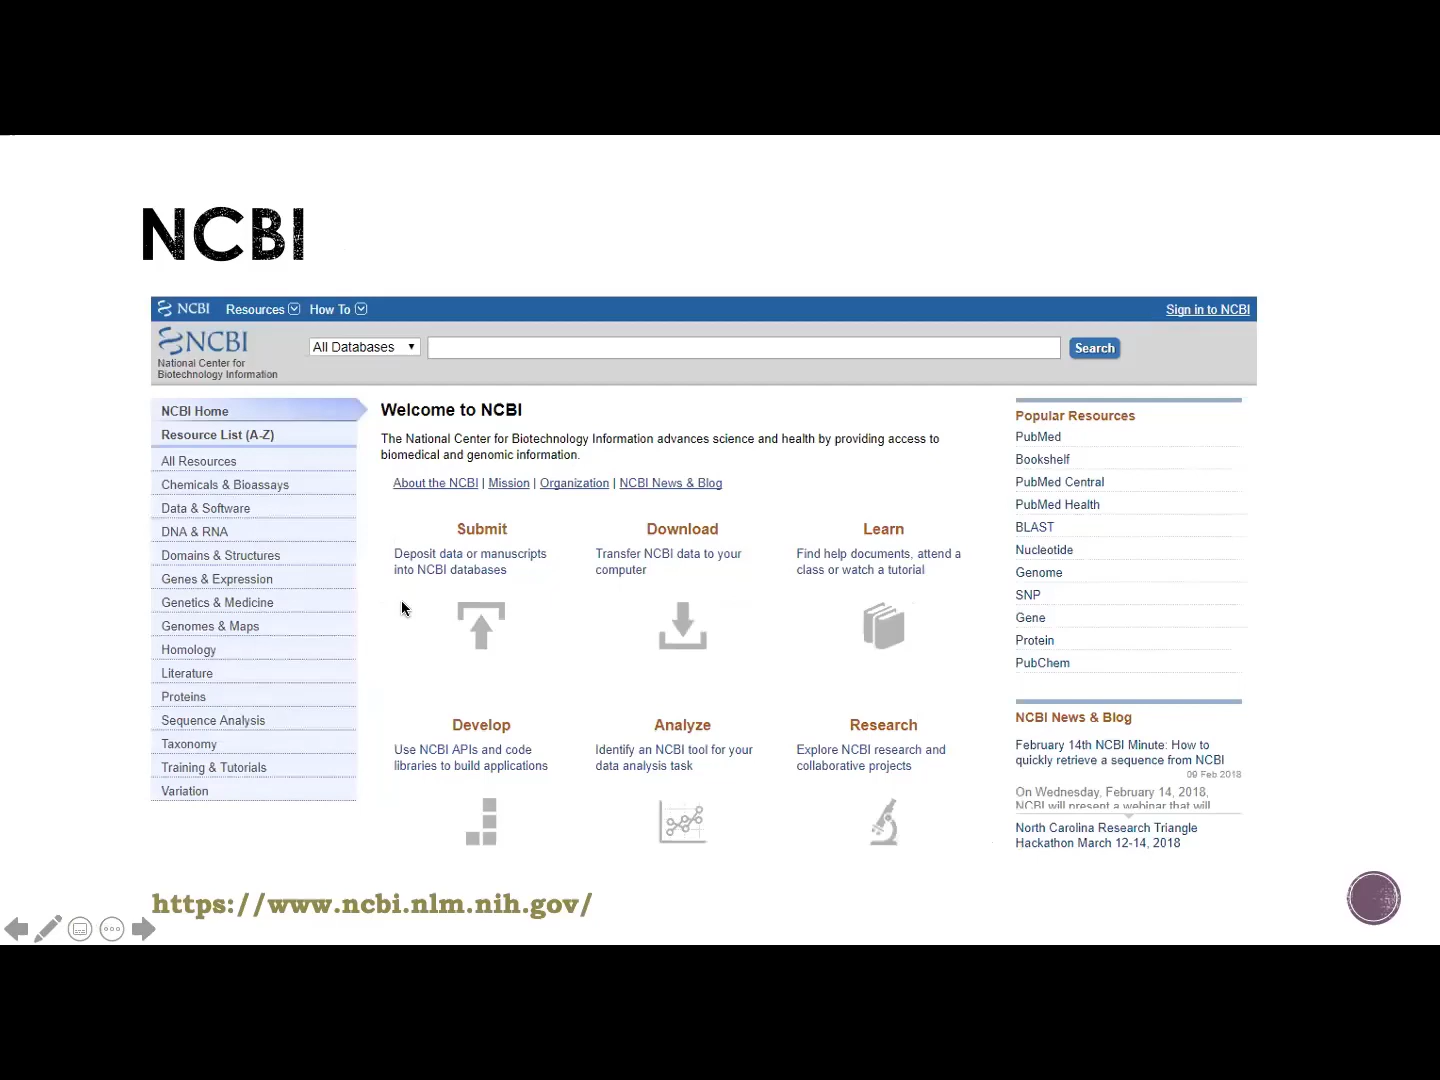 NCBI
NCBI Resources How To Sign in to NCBI
NCBI
National Center for
Biotechnology Information
All Databases Search
NCBI Home
Resource List (A-Z)
All Resources
Chemicals & Bioassays
Data & Software
DNA & RNA
Domains & Structures
Genes & Expression
Genetics & Medicine
Genomes & Maps
Homology
Literature
Proteins
Sequence Analysis
Taxonomy
Training & Tutorials
Variation
Welcome to NCBI
The National Center for Biotechnology Information advances science and health by providing access to
biomedical and genomic information.
About the NCBI | Mission | Organization | NCBI News & Blog
Submit
Deposit data or manuscripts
into NCBI databases
Download
Transfer NCBI data to your
computer
Learn
Find help documents, attend a
class or watch a tutorial
Develop
Use NCBI APIs and code
libraries to build applications
Analyze
Identify an NCBI tool for your
data analysis task
Research
Explore NCBI research and
collaborative projects
Popular Resources
PubMed
Bookshelf
PubMed Central
PubMed Health
BLAST
Nucleotide
Genome
SNP
Gene
Protein
PubChem
NCBI News & Blog
February 14th NCBI Minute: How to
quickly retrieve a sequence from NCBI
09 Feb 2018
On Wednesday, February 14, 2018,
NCBI will present a webinar that will
North Carolina Research Triangle
Hackathon March 12-14, 2018
https://www.ncbi.nlm.nih.gov/